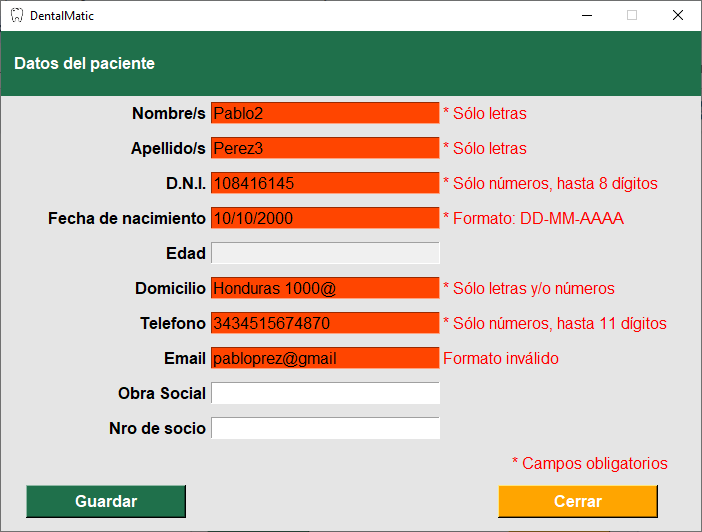 DentalMatic
Datos del paciente
Nombre/s Pablo2 * Sólo letras
Apellido/s Perez3 * Sólo letras
D.N.I. 108416145 * Sólo números, hasta 8 dígitos
Fecha de nacimiento 10/10/2000 * Formato: DD-MM-AAAA
Edad
Domicilio Honduras 1000@ * Sólo letras y/o números
Telefono 3434515674870 * Sólo números, hasta 11 dígitos
Email pabloprez@gmail Formato inválido
Obra Social
Nro de socio
* Campos obligatorios
Guardar Cerrar